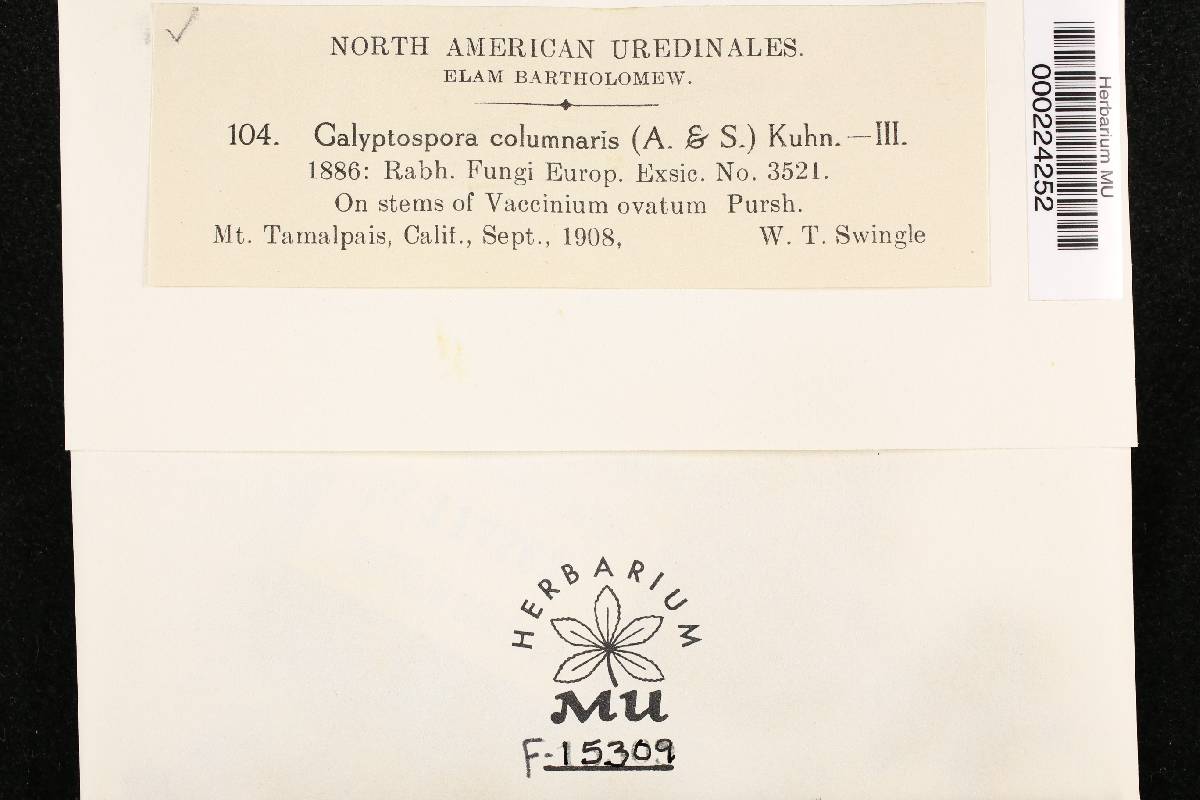 NORTH AMERICAN UREDINALES.
ELAM BARTHOLOMEW.
104. Calyptospora columnaris (A. & S.) Kuhn.—III.
1886: Rabh. Fungi Europ. Exsic. No. 3521.
On stems of Vaccinium ovatum Pursh.
Mt. Tamalpais, Calif., Sept., 1908, W. T. Swingle
Herbarium MU
000224252
HERBARIUM
MU
F-15309